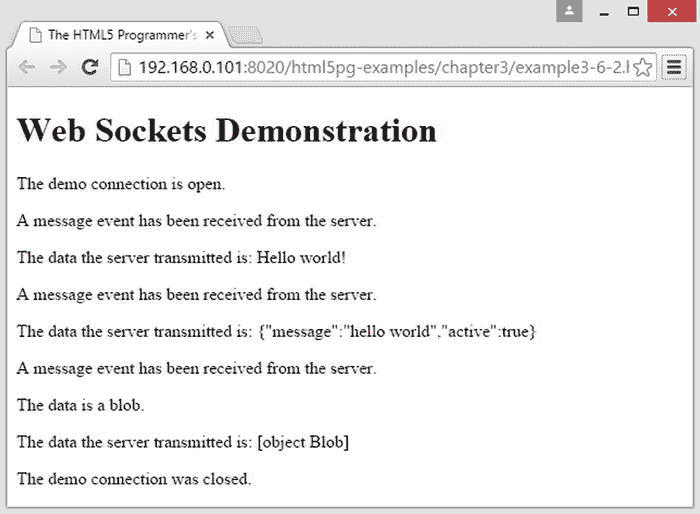 The HTML5 Programmer's
192.168.0.101:8020/html5pg-examples/chapter3/example3-6-2.
Web Sockets Demonstration
The demo connection is open.
A message event has been received from the server.
The data the server transmitted is: Hello world!
A message event has been received from the server.
The data the server transmitted is: {"message":"hello world","active":true}
A message event has been received from the server.
The data is a blob.
The data the server transmitted is: [object Blob]
The demo connection was closed.